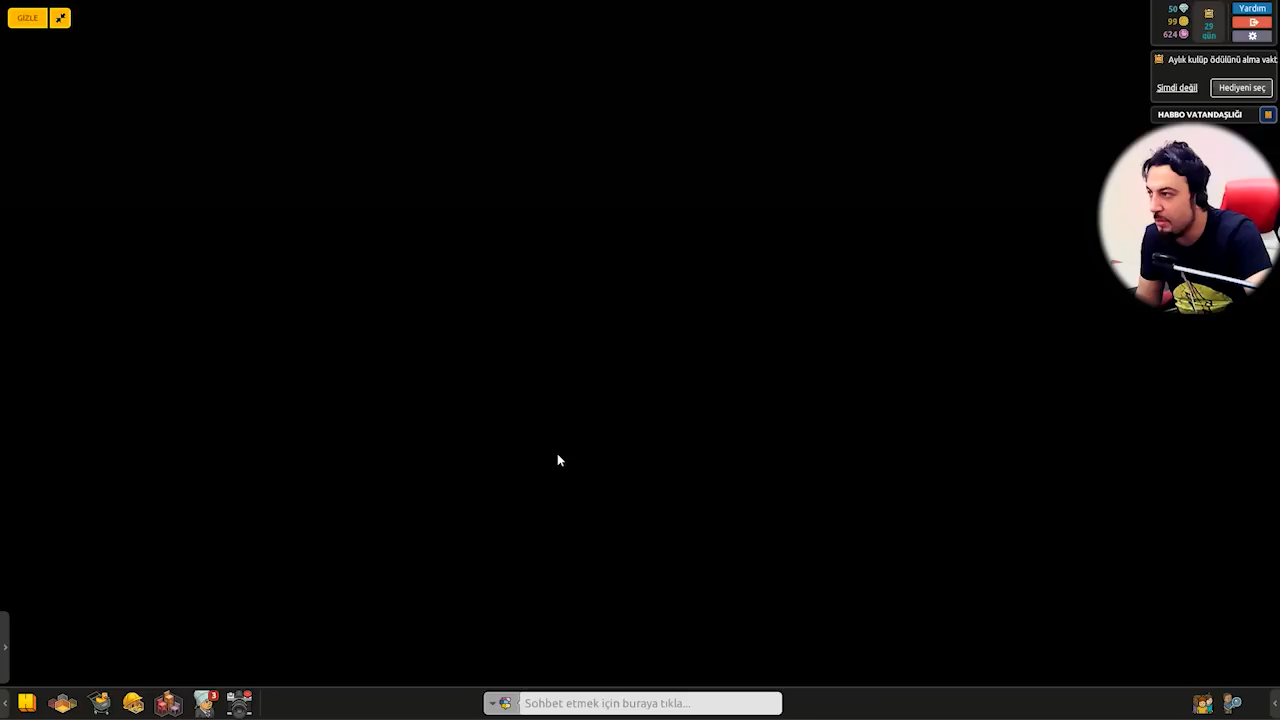 GİZLE
50
99
624
29
gün
Yardım
Aylık kulüp ödülünü alma vakt
Şimdi değil
Hediyeni seç
HABBO VATANDAŞLIĞI
3
Sohbet etmek için buraya tıkla...